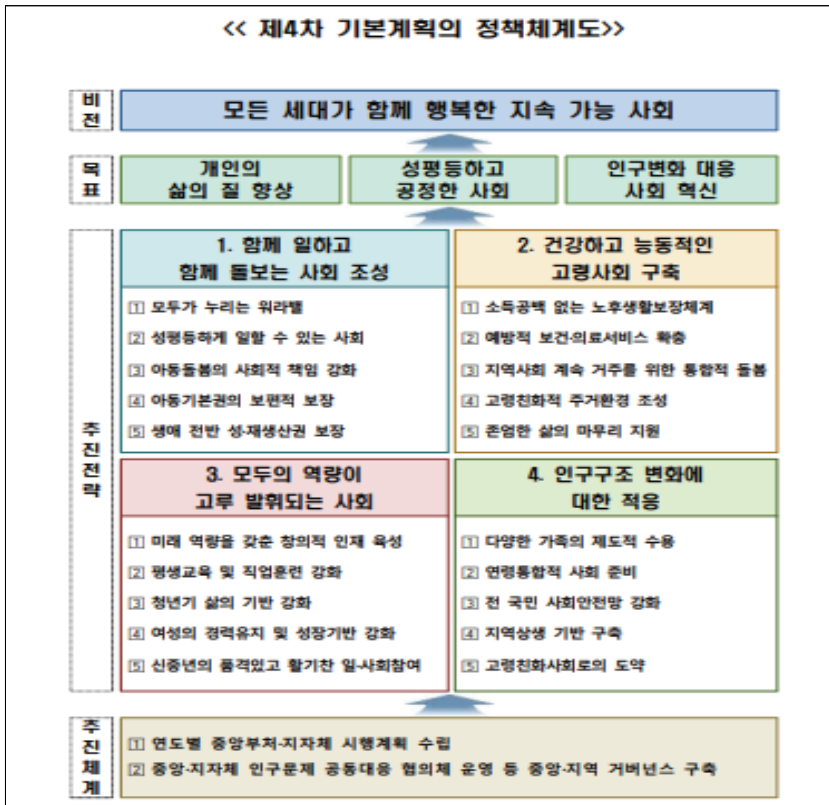 << 제4차 기본계획의 정책체계도>>
비전
모든 세대가 함께 행복한 지속 가능 사회
목표
개인의
삶의 질 향상
성평등하고
공정한 사회
인구변화 대응
사회 혁신
추진전략
1. 함께 일하고
함께 돌보는 사회 조성
1 모두가 누리는 워라밸
2 성평등하게 일할 수 있는 사회
3 아동돌봄의 사회적 책임 강화
4 아동기본권의 보편적 보장
5 생애 전반 성·재생산권 보장
2. 건강하고 능동적인
고령사회 구축
1 소득공백 없는 노후생활보장체계
2 예방적 보건·의료서비스 확충
3 지역사회 계속 거주를 위한 통합적 돌봄
4 고령친화적 주거환경 조성
5 존엄한 삶의 마무리 지원
3. 모두의 역량이
고루 발휘되는 사회
1 미래 역량을 갖춘 창의적 인재 육성
2 평생교육 및 직업훈련 강화
3 청년기 삶의 기반 강화
4 여성의 경력유지 및 성장기반 강화
5 신중년의 품격있고 활기찬 일·사회참여
4. 인구구조 변화에
대한 적응
1 다양한 가족의 제도적 수용
2 연령통합적 사회 준비
3 전 국민 사회안전망 강화
4 지역상생 기반 구축
5 고령친화사회로의 도약
추진체계
1 연도별 중앙부처·지자체 시행계획 수립
2 중앙·지자체 인구문제 공동대응 협의체 운영 등 중앙·지역 거버넌스 구축